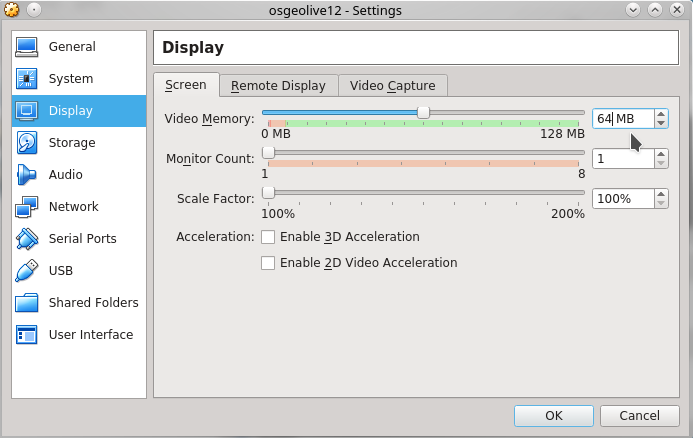 osgeolive12 - Settings
General
System
Display
Storage
Audio
Network
Serial Ports
USB
Shared Folders
User Interface
Display
Screen Remote Display Video Capture
Video Memory: 64 MB
0 MB 128 MB
Monitor Count: 1
1 8
Scale Factor: 100%
100% 200%
Acceleration: Enable 3D Acceleration
Enable 2D Video Acceleration
OK Cancel